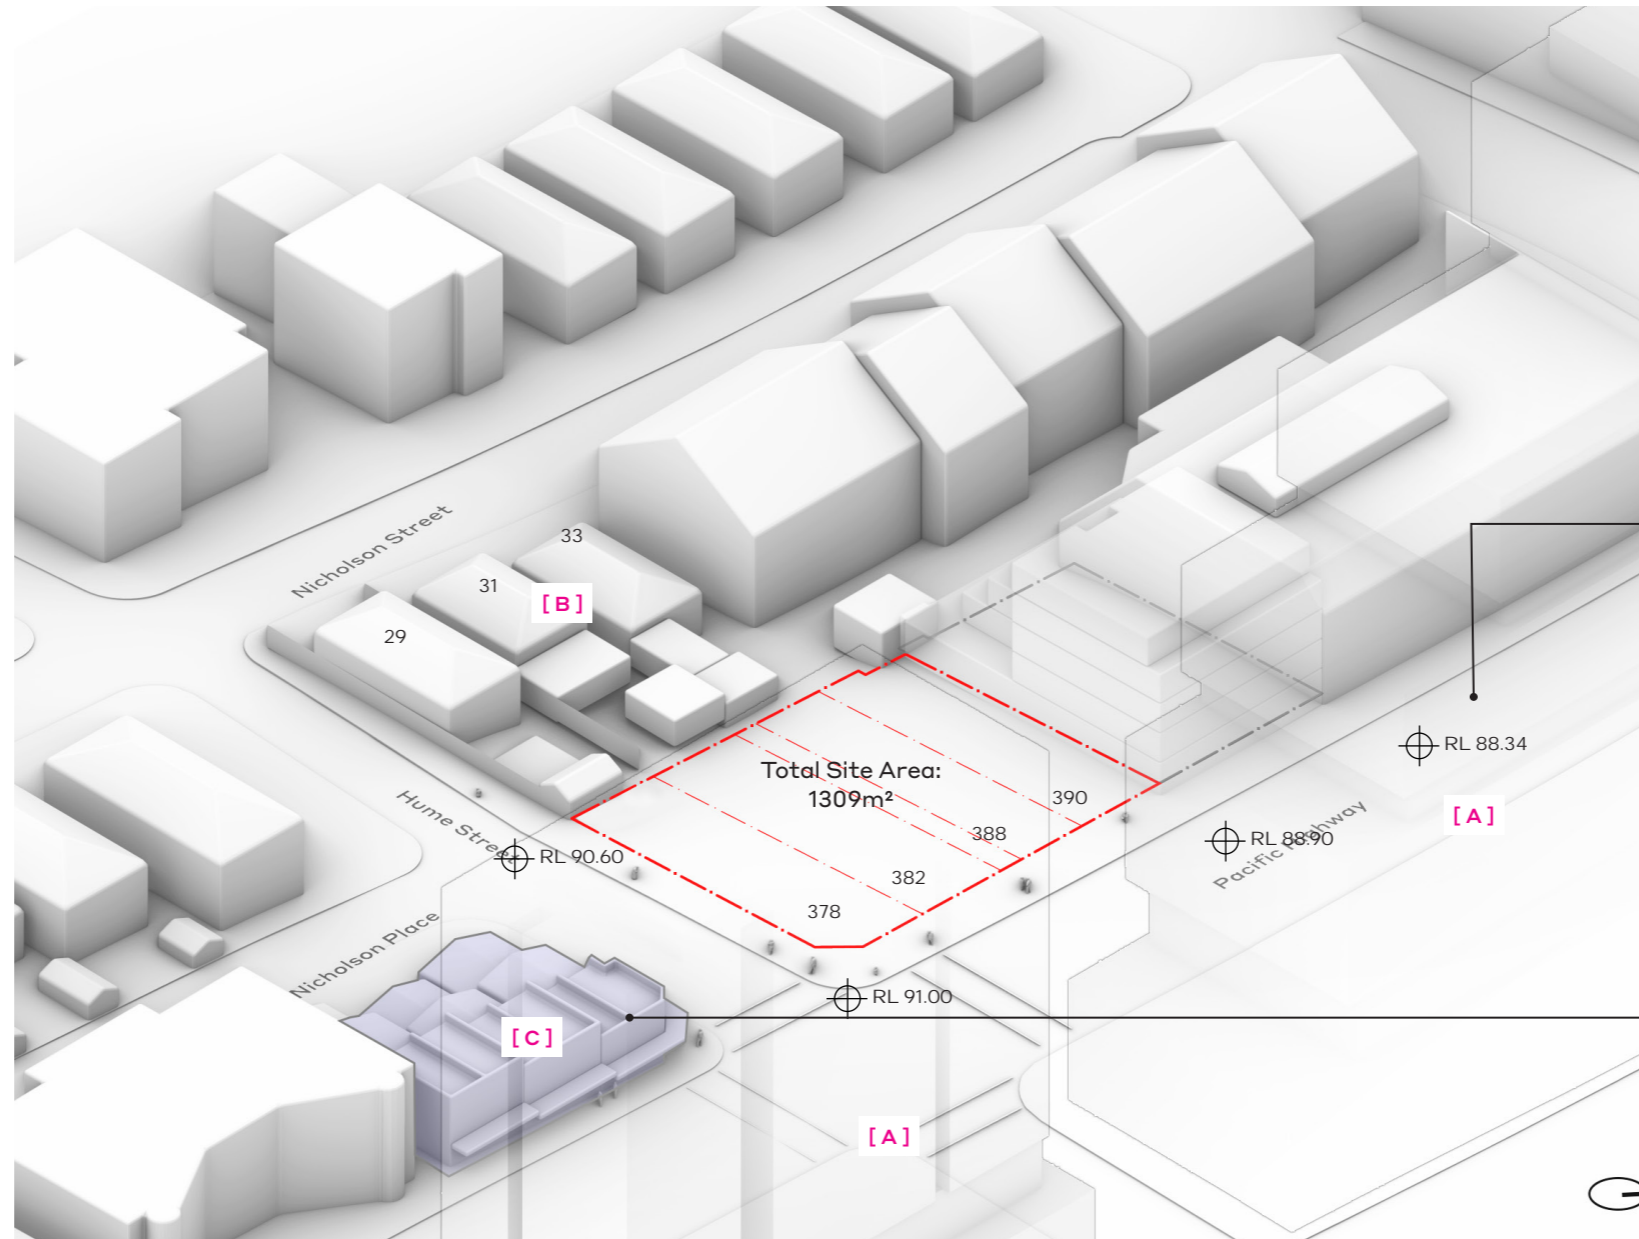 Nicholson Street
33
31
[ B ]
29
Total Site Area:
1309m²
390
388
382
378
RL 88.34
[ A ]
RL 88.90
Pacific Highway
Hume Street
RL 90.60
Nicholson Place
RL 91.00
[ C ]
[ A ]